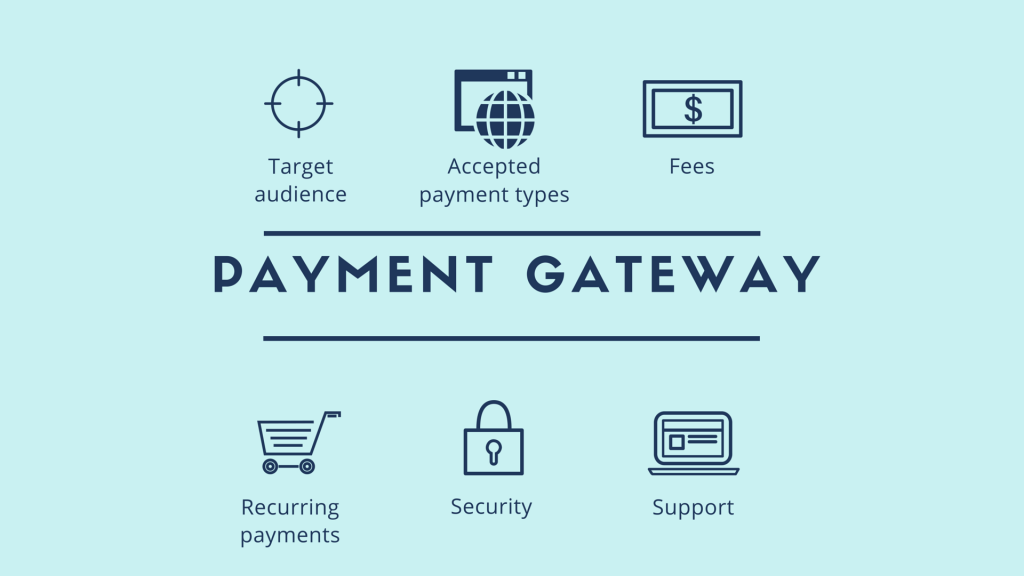 Target
audience
Accepted
payment types
$
Fees
PAYMENT GATEWAY
Recurring
payments
Security
Support